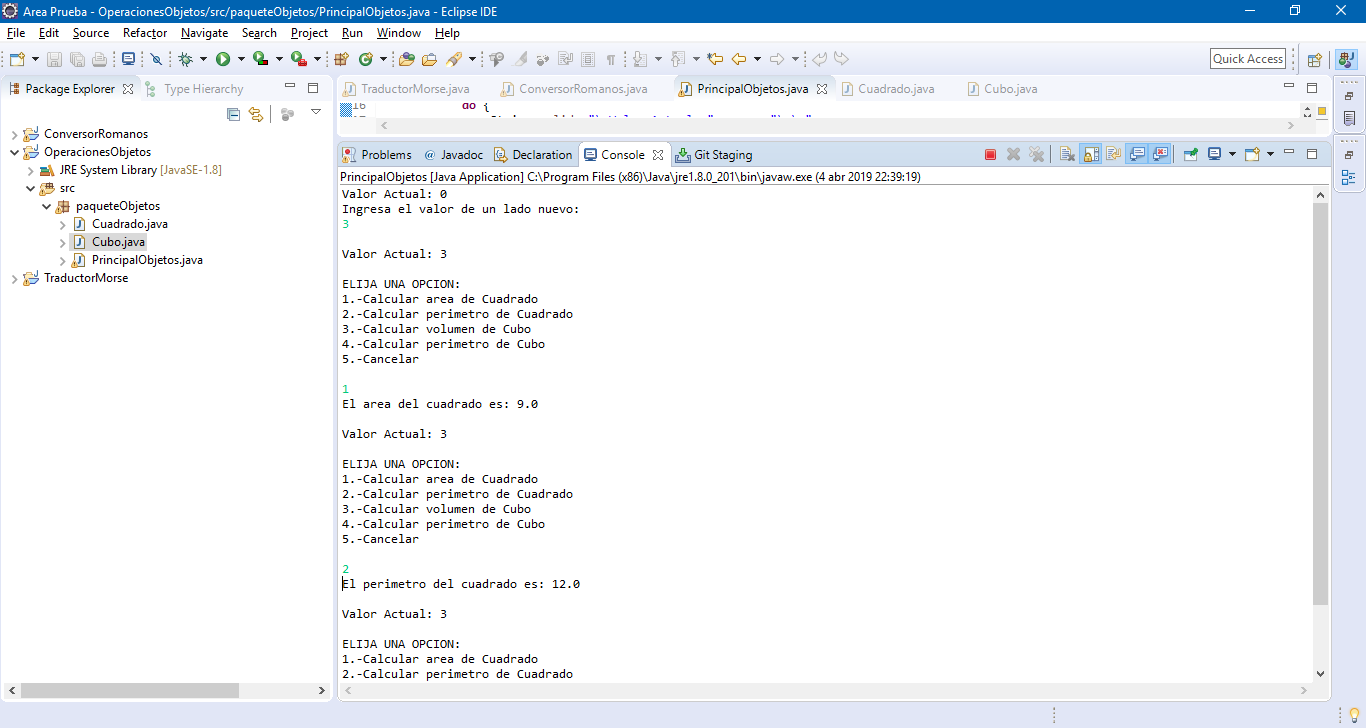 Area Prueba - OperacionesObjetos/src/paqueteObjetos/PrincipalObjetos.java - Eclipse IDE
File Edit Source Refactor Navigate Search Project Run Window Help
Quick Access
Package Explorer Type Hierarchy
ConversorRomanos
OperacionesObjetos
JRE System Library [JavaSE-1.8]
src
paqueteObjetos
Cuadrado.java
Cubo.java
PrincipalObjetos.java
TraductorMorse
TraductorMorse.java ConversorRomanos.java PrincipalObjetos.java Cuadrado.java Cubo.java
16 do {
Problems @ Javadoc Declaration Console Git Staging
PrincipalObjetos [Java Application] C:\Program Files (x86)\Java\jre1.8.0_201\bin\javaw.exe (4 abr 2019 22:39:19)
Valor Actual: 0
Ingresa el valor de un lado nuevo:
3
Valor Actual: 3
ELIJA UNA OPCION:
1.-Calcular area de Cuadrado
2.-Calcular perimetro de Cuadrado
3.-Calcular volumen de Cubo
4.-Calcular perimetro de Cubo
5.-Cancelar
1
El area del cuadrado es: 9.0
Valor Actual: 3
ELIJA UNA OPCION:
1.-Calcular area de Cuadrado
2.-Calcular perimetro de Cuadrado
3.-Calcular volumen de Cubo
4.-Calcular perimetro de Cubo
5.-Cancelar
2
El perimetro del cuadrado es: 12.0
Valor Actual: 3
ELIJA UNA OPCION:
1.-Calcular area de Cuadrado
2.-Calcular perimetro de Cuadrado